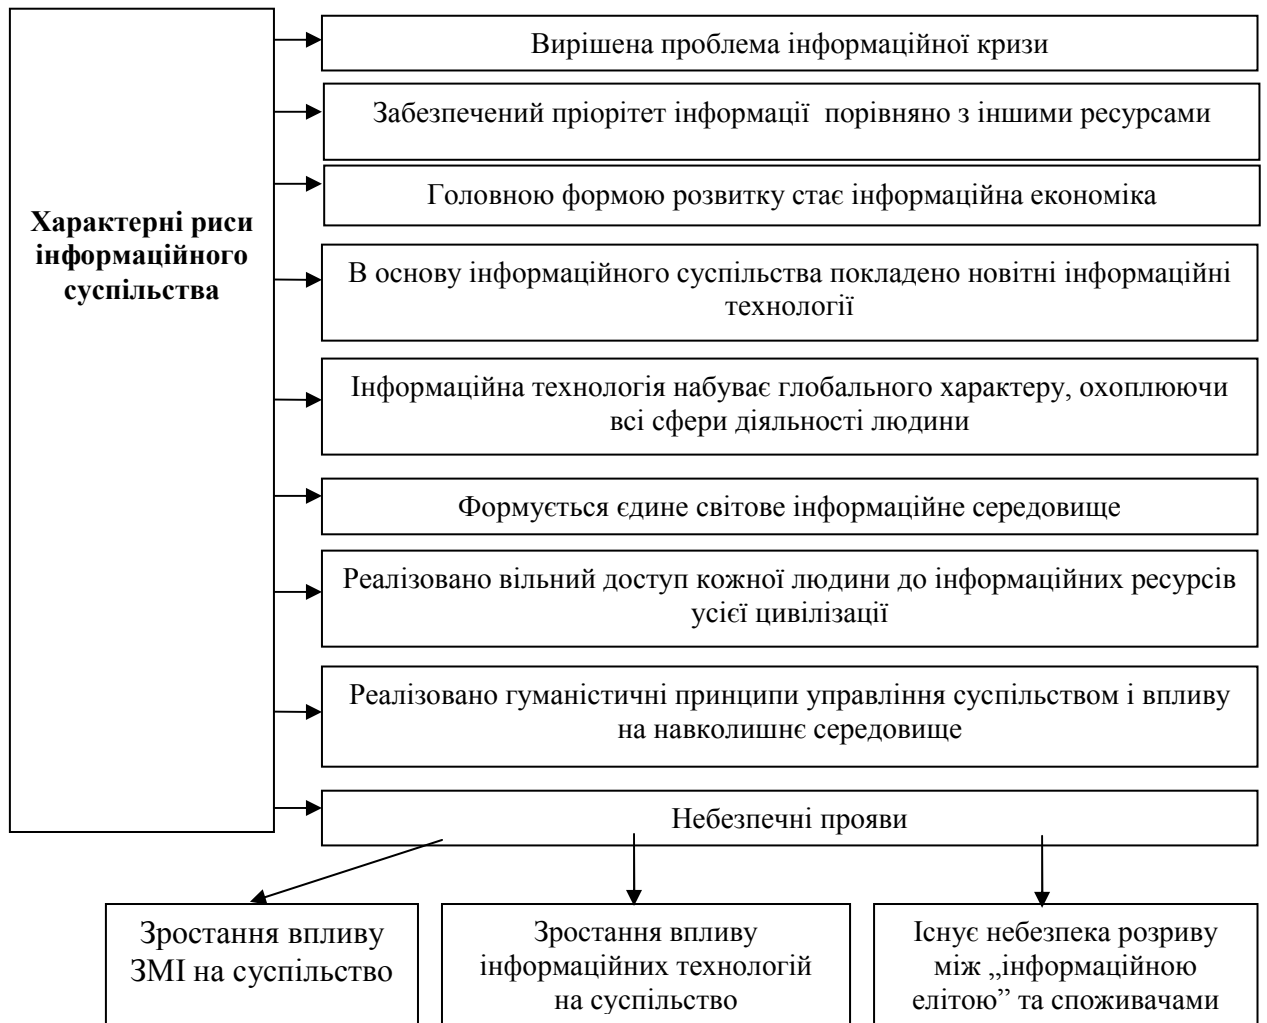 Характерні риси
інформаційного
суспільства
Вирішена проблема інформаційної кризи
Забезпечений пріорітет інформації порівняно з іншими ресурсами
Головною формою розвитку стає інформаційна економіка
В основу інформаційного суспільства покладено новітні інформаційні
технології
Інформаційна технологія набуває глобального характеру, охоплюючи
всі сфери діяльності людини
Формується єдине світове інформаційне середовище
Реалізовано вільний доступ кожної людини до інформаційних ресурсів
усієї цивілізації
Реалізовано гуманістичні принципи управління суспільством і впливу
на навколишнє середовище
Небезпечні прояви
Зростання впливу
ЗМІ на суспільство
Зростання впливу
інформаційних технологій
на суспільство
Існує небезпека розриву
між „інформаційною
елітою” та споживачами